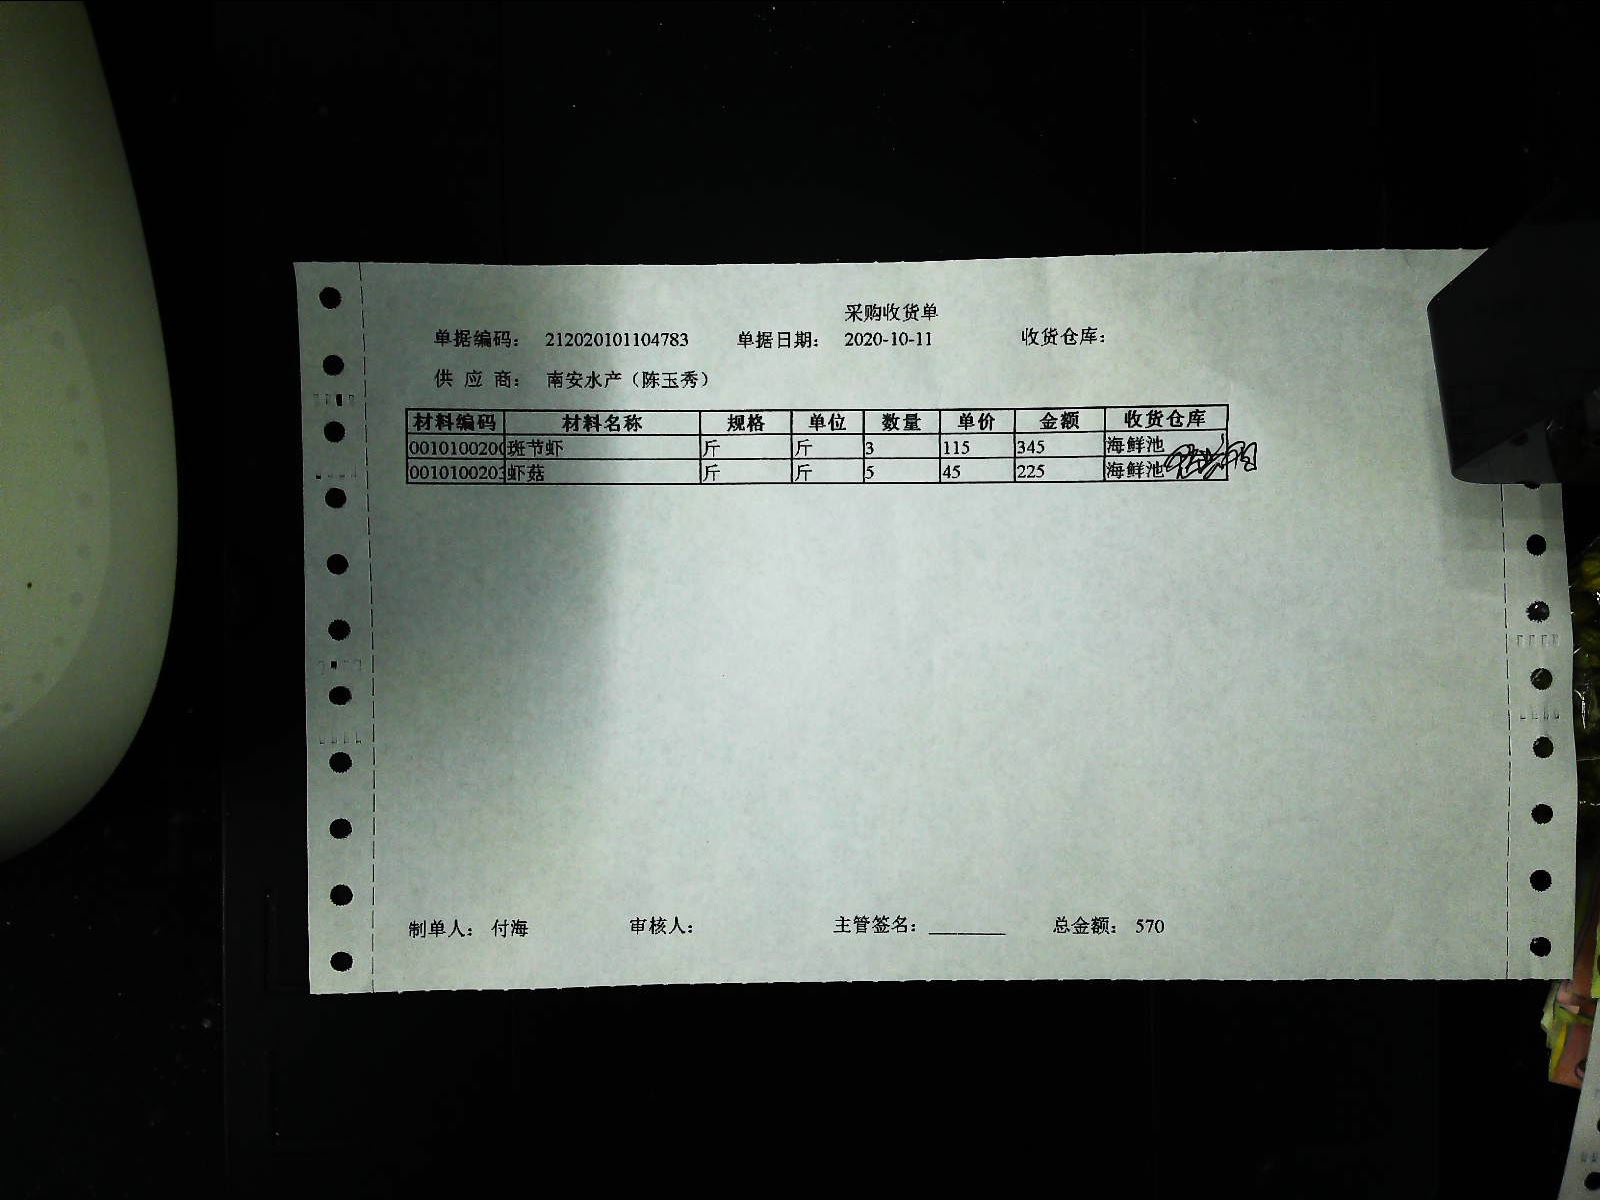 采购收货单
单据编码： 212020101104783 单据日期： 2020-10-11 收货仓库：
供 应 商： 南安水产（陈玉秀）
材料编码 材料名称 规格 单位 数量 单价 金额 收货仓库
0010100200 斑节虾 斤 斤 3 115 345 海鲜池
0010100203 虾菇 斤 斤 5 45 225 海鲜池
制单人： 付海 审核人： 主管签名： ________ 总金额： 570